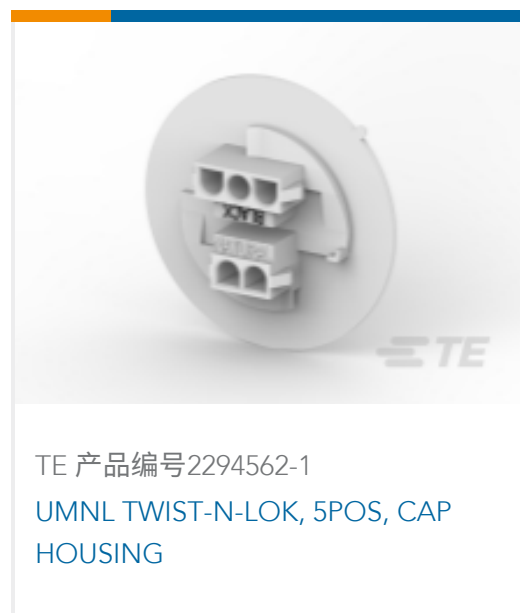 TE
TE 产品编号2294562-1
UMNL TWIST-N-LOK, 5POS, CAP
HOUSING